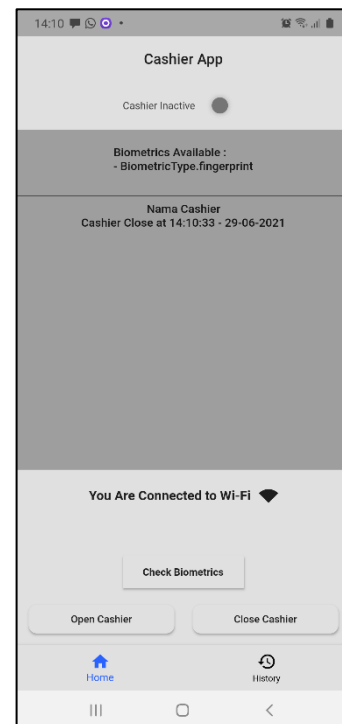 14:10
Cashier App
Cashier Inactive
Biometrics Available :
- BiometricType.fingerprint
Nama Cashier
Cashier Close at 14:10:33 - 29-06-2021
You Are Connected to Wi-Fi
Check Biometrics
Open Cashier
Close Cashier
Home
History